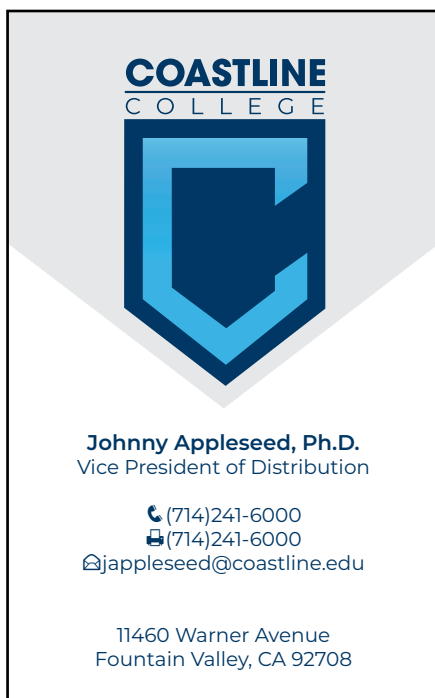 COASTLINE
COLLEGE
Johnny Appleseed, Ph.D.
Vice President of Distribution
(714)241-6000
(714)241-6000
jappleseed@coastline.edu
11460 Warner Avenue
Fountain Valley, CA 92708